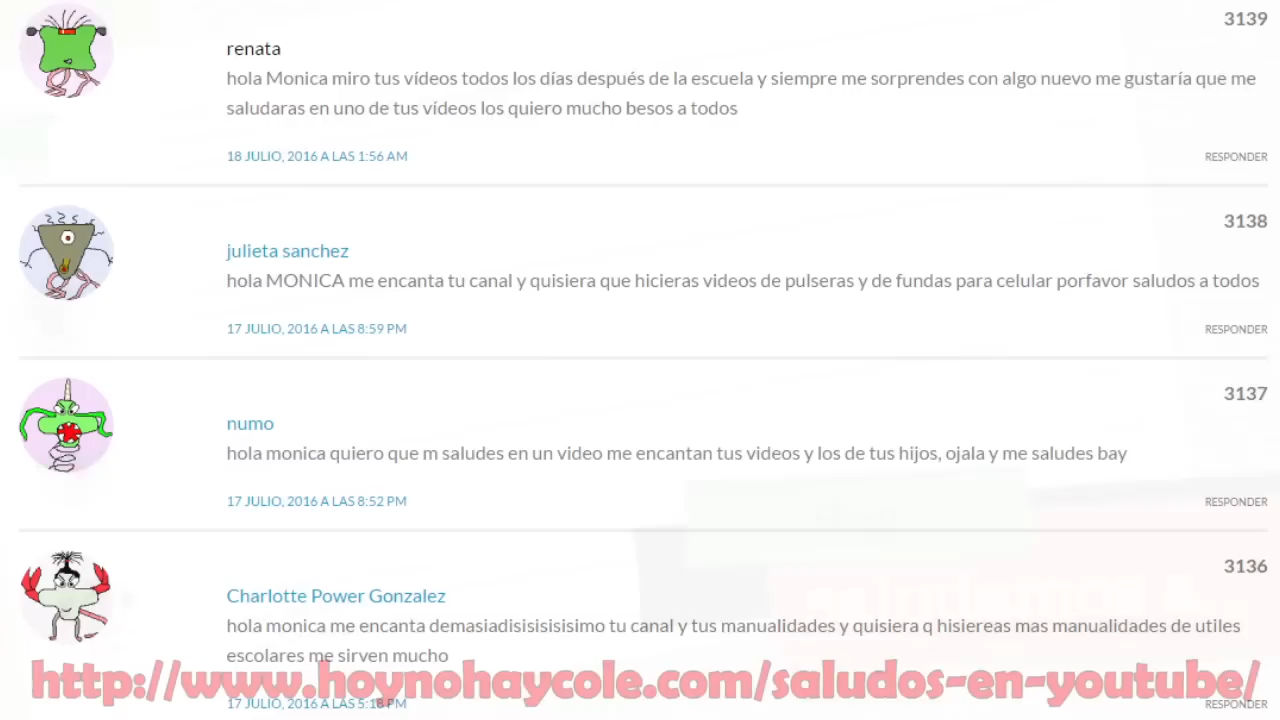 3139
renata
hola Monica miro tus vídeos todos los días después de la escuela y siempre me sorprendes con algo nuevo me gustaría que me
saludaras en uno de tus vídeos los quiero mucho besos a todos
18 JULIO, 2016 A LAS 1:56 AM
RESPONDER
3138
julieta sanchez
hola MONICA me encanta tu canal y quisiera que hicieras videos de pulseras y de fundas para celular porfavor saludos a todos
17 JULIO, 2016 A LAS 8:59 PM
RESPONDER
3137
numo
hola monica quiero que m saludes en un video me encantan tus videos y los de tus hijos, ojala y me saludes bay
17 JULIO, 2016 A LAS 8:52 PM
RESPONDER
3136
Charlotte Power Gonzalez
hola monica me encanta demasiadisisisisisimo tu canal y tus manualidades y quisiera q hisiereas mas manualidades de utiles
escolares me sirven mucho
http://www.hoynohaycole.com/saludos-en-youtube/
17 JULIO, 2016 A LAS 5:18 PM
RESPONDER